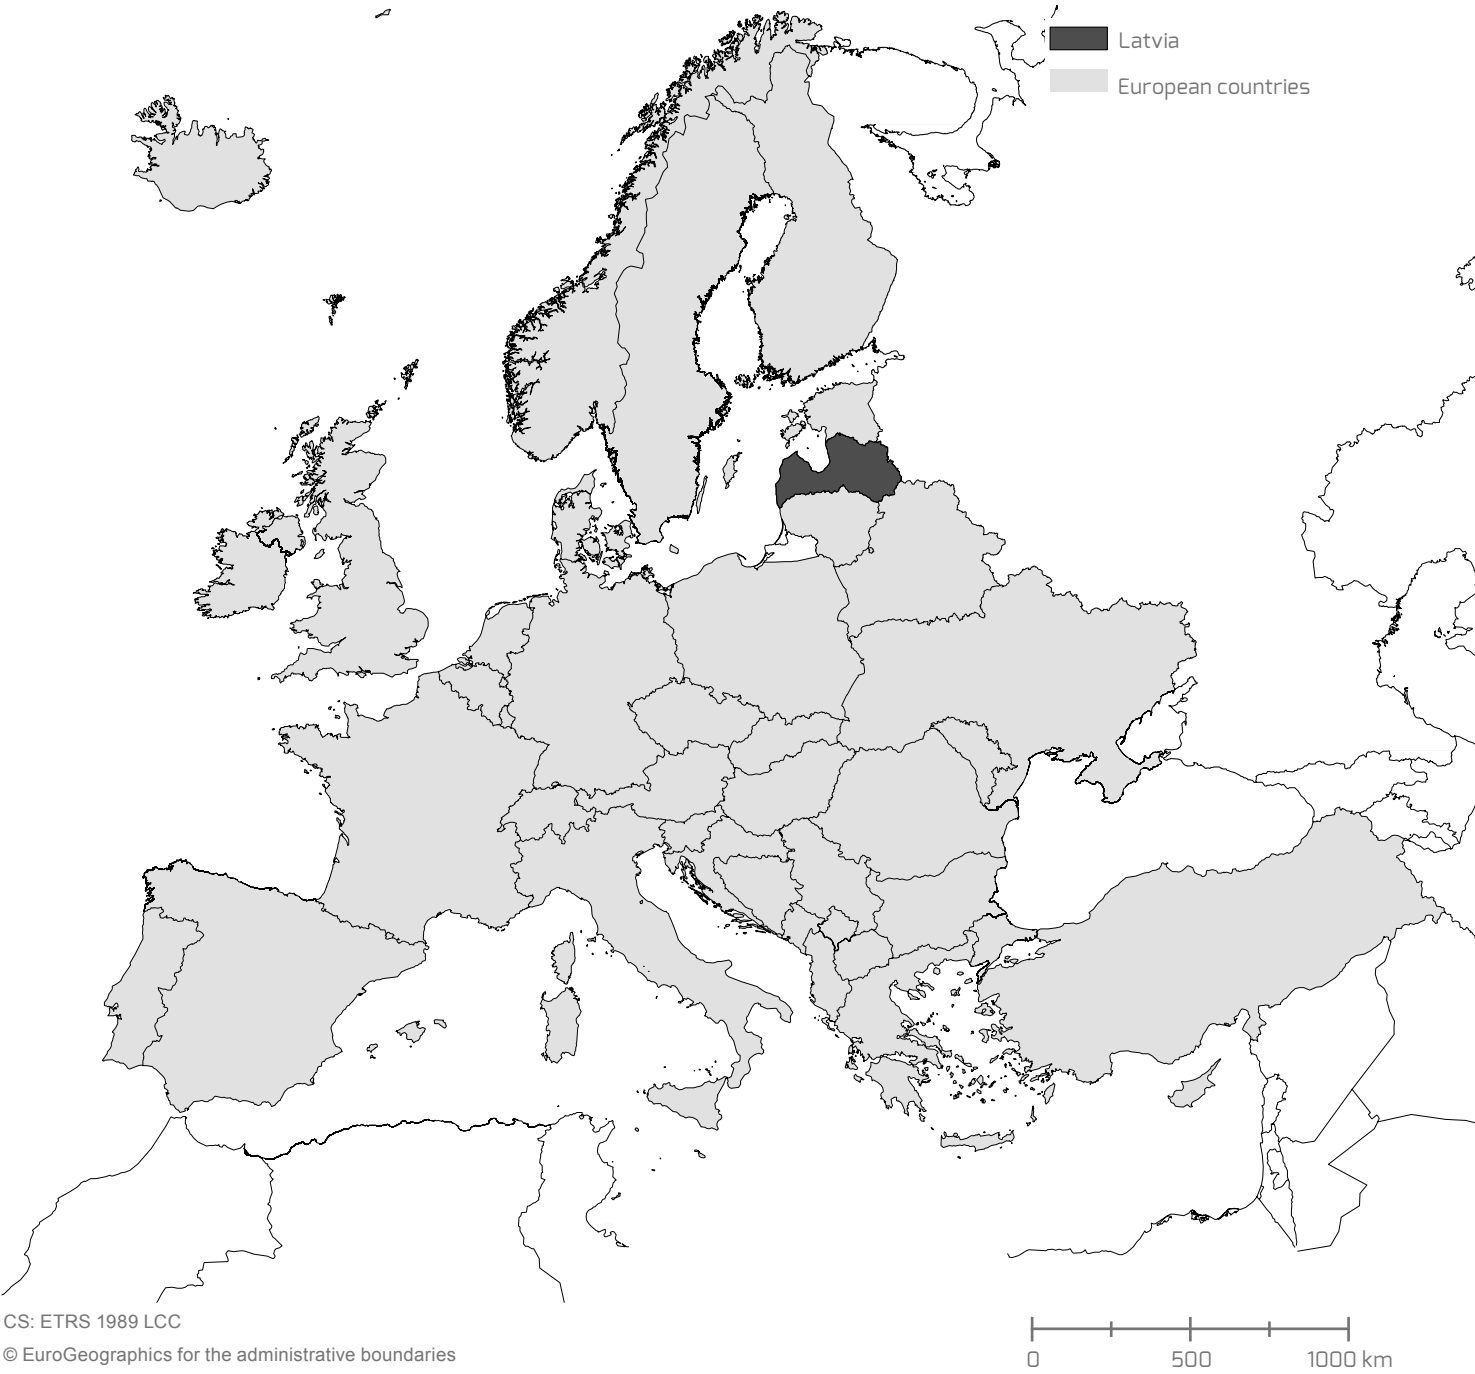 Latvia
European countries
CS: ETRS 1989 LCC
© EuroGeographics for the administrative boundaries
0 500 1000 km